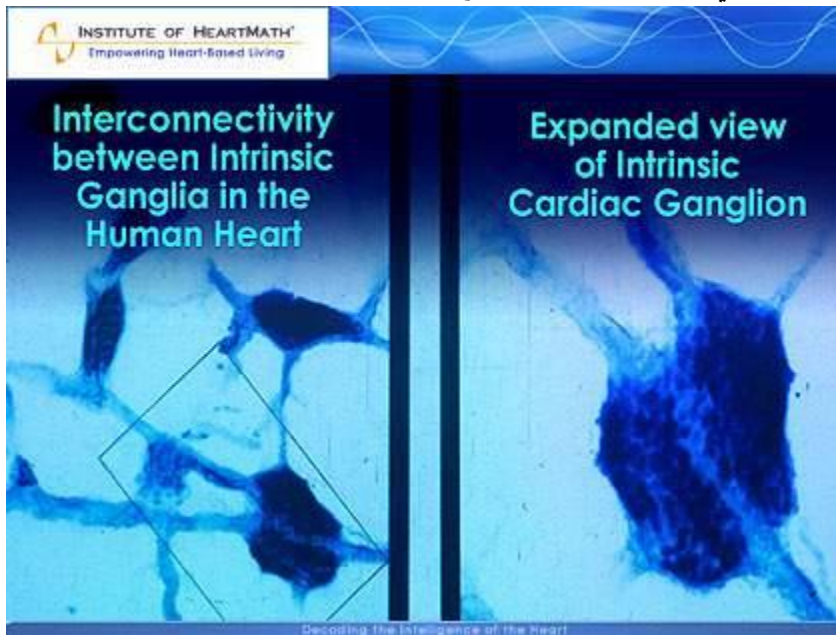 INSTITUTE OF HEARTMATH®
Empowering Heart-Based Living
Interconnectivity
between Intrinsic
Ganglia in the
Human Heart
Expanded view
of Intrinsic
Cardiac Ganglion
Decoding the Intelligence of the Heart